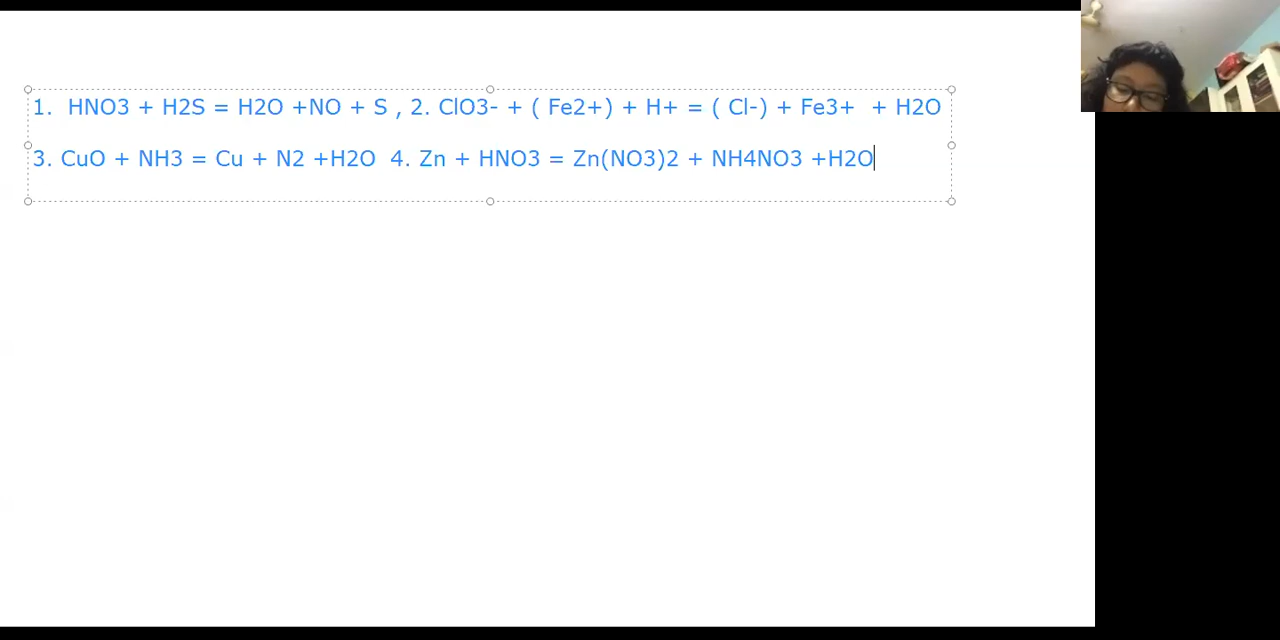 1. HNO3 + H2S = H2O +NO + S , 2. ClO3- + ( Fe2+) + H+ = ( Cl-) + Fe3+ + H2O
3. CuO + NH3 = Cu + N2 +H2O 4. Zn + HNO3 = Zn(NO3)2 + NH4NO3 +H2O